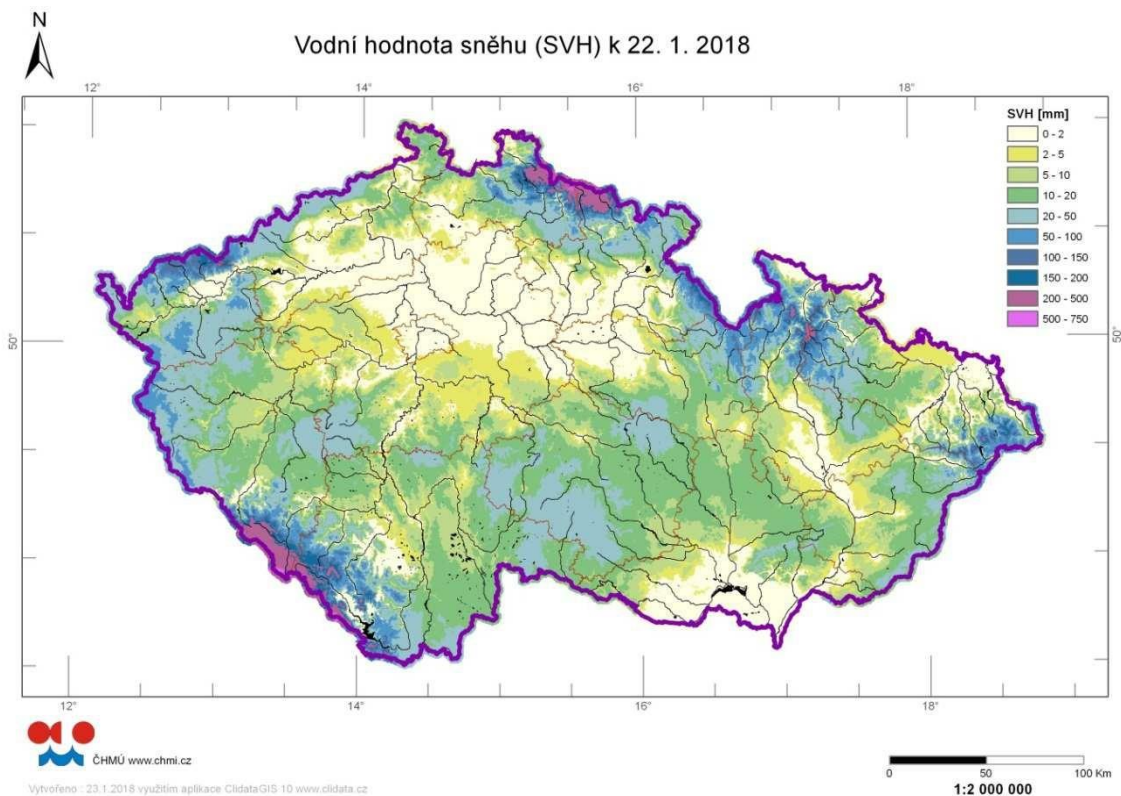 N
Vodní hodnota sněhu (SVH) k 22. 1. 2018
12° 14° 16° 18°
SVH [mm]
0 - 2
2 - 5
5 - 10
10 - 20
20 - 50
50 - 100
100 - 150
150 - 200
200 - 500
500 - 750
50° 50°
12° 14° 16° 18°
ČHMÚ www.chmi.cz
0 50 100 Km
1:2 000 000
Vytvořeno : 23.1.2018 využitím aplikace ClidataGIS 10 www.clidata.cz